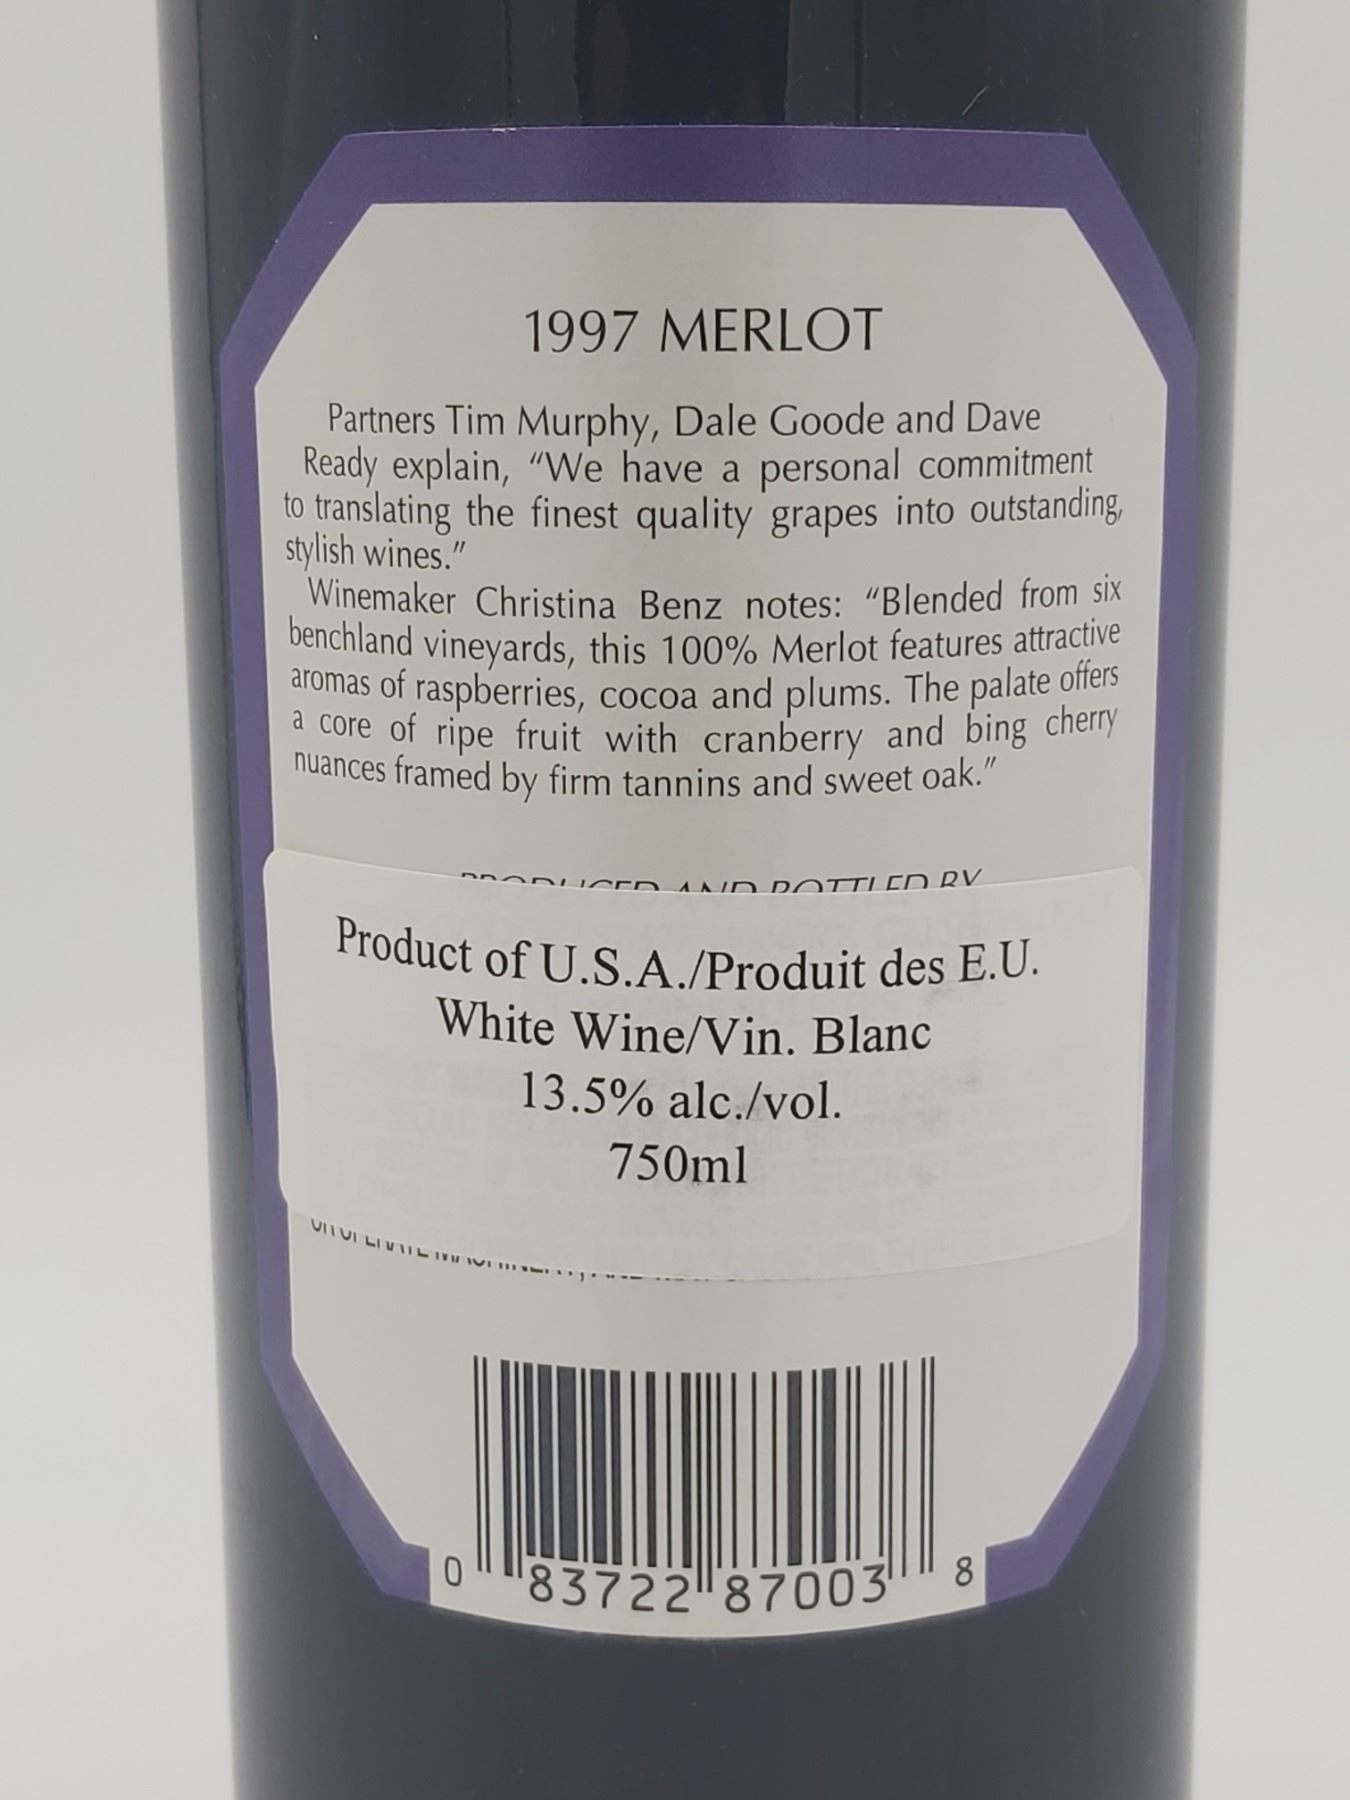 1997 MERLOT
Partners Tim Murphy, Dale Goode and Dave
Ready explain, “We have a personal commitment
to translating the finest quality grapes into outstanding,
stylish wines.”
Winemaker Christina Benz notes: “Blended from six
benchland vineyards, this 100% Merlot features attractive
aromas of raspberries, cocoa and plums. The palate offers
a core of ripe fruit with cranberry and bing cherry
nuances framed by firm tannins and sweet oak.”
PRODUCED AND BOTTLED BY
Product of U.S.A./Produit des E.U.
White Wine/Vin. Blanc
13.5% alc./vol.
750ml
0 83722 87003 8